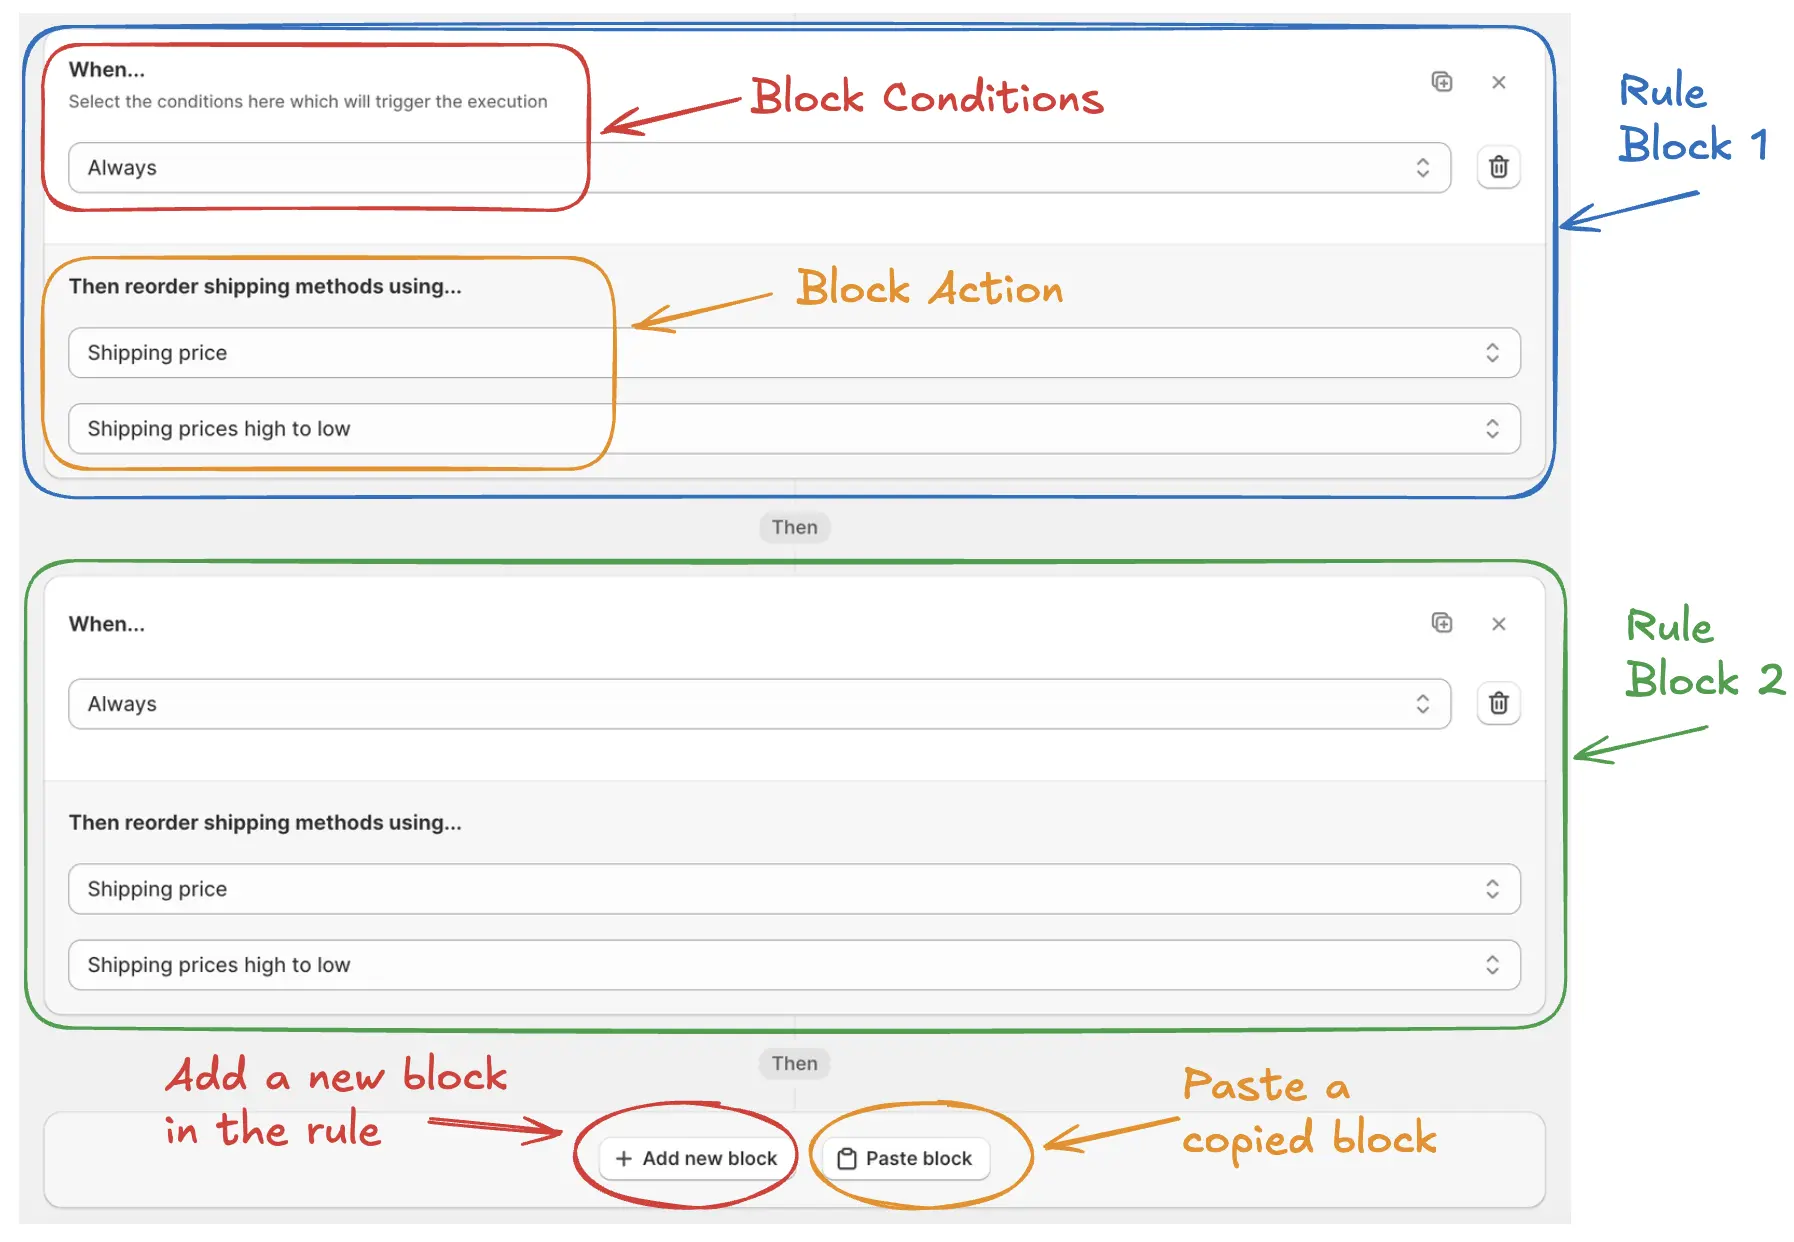 When...
Select the conditions here which will trigger the execution
Always
Block Conditions
Rule
Block 1
Then reorder shipping methods using...
Block Action
Shipping price
Shipping prices high to low
Then
When...
Always
Rule
Block 2
Then reorder shipping methods using...
Shipping price
Shipping prices high to low
Then
Add a new block
in the rule
Add new block
Paste block
Paste a
copied block